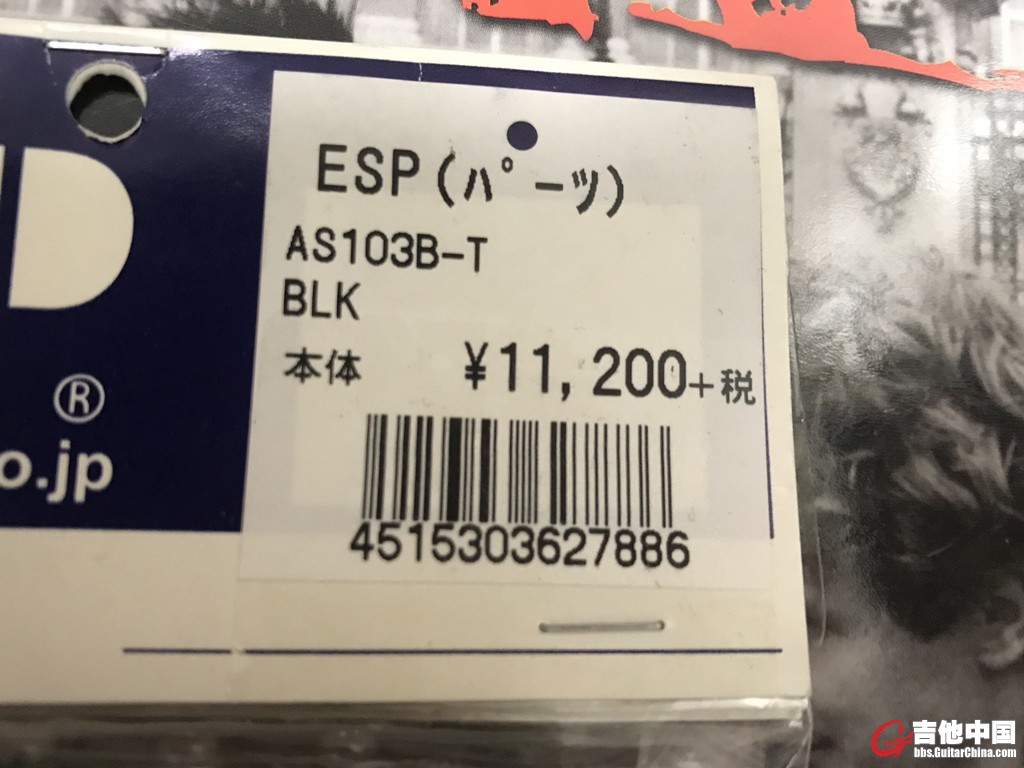 ESP(パーツ)
AS103B-T
BLK
本体 ¥11,200+税
4515303627886
D
®
o.jp
吉他中国
bbs.GuitarChina.com